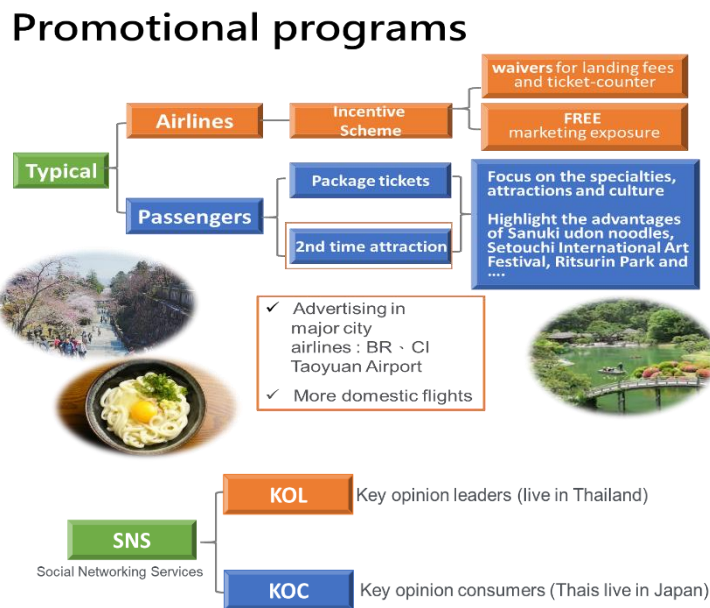 Promotional programs
waivers for landing fees
and ticket-counter
Airlines
Incentive
Scheme
FREE
marketing exposure
Typical
Passengers
Package tickets
2nd time attraction
Focus on the specialties,
attractions and culture
Highlight the advantages
of Sanuki udon noodles,
Setouchi International Art
Festival, Ritsurin Park and
....
✓ Advertising in
major city
airlines : BR、CI
Taoyuan Airport
✓ More domestic flights
KOL
Key opinion leaders (live in Thailand)
SNS
Social Networking Services
KOC
Key opinion consumers (Thais live in Japan)